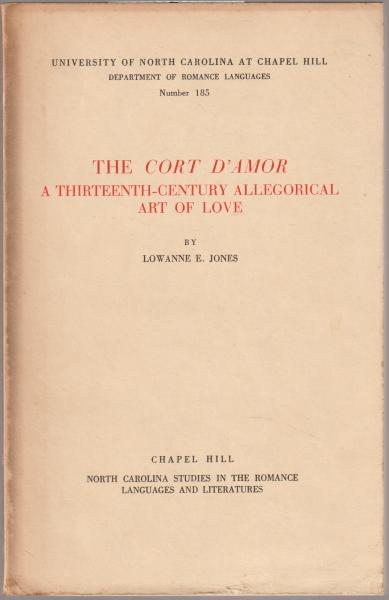 UNIVERSITY OF NORTH CAROLINA AT CHAPEL HILL
DEPARTMENT OF ROMANCE LANGUAGES
Number 185
THE CORT D'AMOR
A THIRTEENTH-CENTURY ALLEGORICAL
ART OF LOVE
BY
LOWANNE E. JONES
CHAPEL HILL
NORTH CAROLINA STUDIES IN THE ROMANCE
LANGUAGES AND LITERATURES